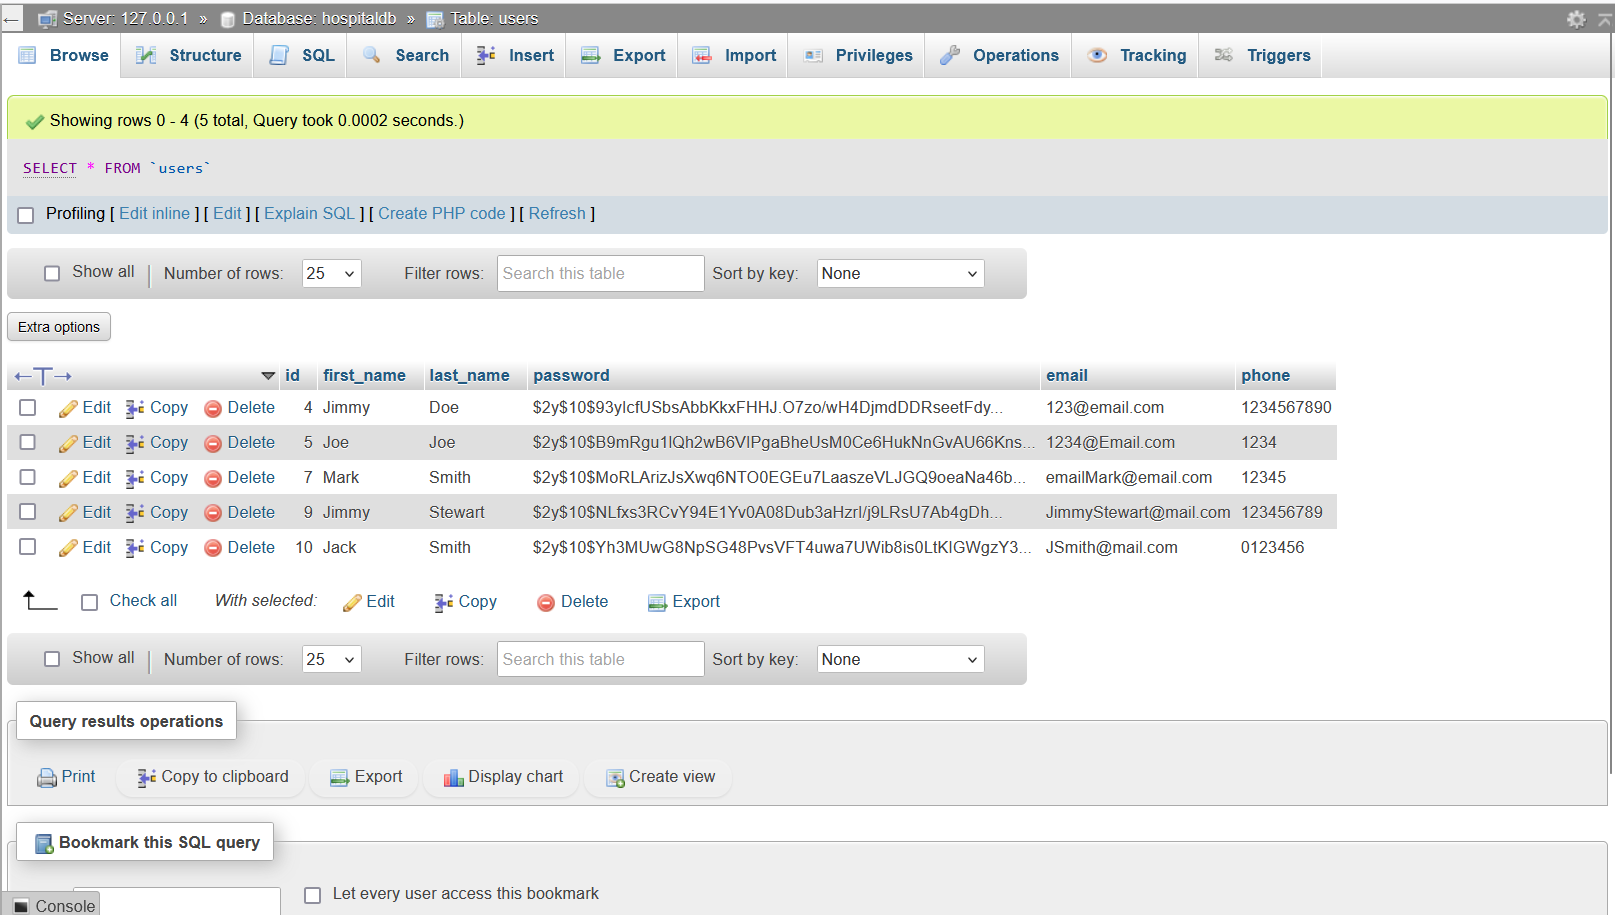 Server: 127.0.0.1 » Database: hospitaldb » Table: users
Browse Structure SQL Search Insert Export Import Privileges Operations Tracking Triggers
Showing rows 0 - 4 (5 total, Query took 0.0002 seconds.)
SELECT * FROM `users`
Profiling [ Edit inline ] [ Edit ] [ Explain SQL ] [ Create PHP code ] [ Refresh ]
Show all Number of rows: 25 Filter rows: Search this table Sort by key: None
Extra options
id first_name last_name password email phone
Edit Copy Delete 4 Jimmy Doe $2y$10$93yIcfUSbsAbbKkxFHHJ.O7zo/wH4DjmdDDRseetFdy... 123@email.com 1234567890
Edit Copy Delete 5 Joe Joe $2y$10$B9mRgu1lQh2wB6VIPgaBheUsM0Ce6HukNnGvAU66Kns... 1234@Email.com 1234
Edit Copy Delete 7 Mark Smith $2y$10$MoRLArizJsXwq6NTO0EGEu7LaaszeVLJGQ9oeaNa46b... emailMark@email.com 12345
Edit Copy Delete 9 Jimmy Stewart $2y$10$NLfxs3RCvY94E1Yv0A08Dub3aHzrI/j9LRsU7Ab4gDh... JimmyStewart@mail.com 123456789
Edit Copy Delete 10 Jack Smith $2y$10$Yh3MUwG8NpSG48PvsVFT4uwa7UWib8is0LtKIGWgzY3... JSmith@mail.com 0123456
Check all With selected: Edit Copy Delete Export
Show all Number of rows: 25 Filter rows: Search this table Sort by key: None
Query results operations
Print Copy to clipboard Export Display chart Create view
Bookmark this SQL query
Let every user access this bookmark
Console